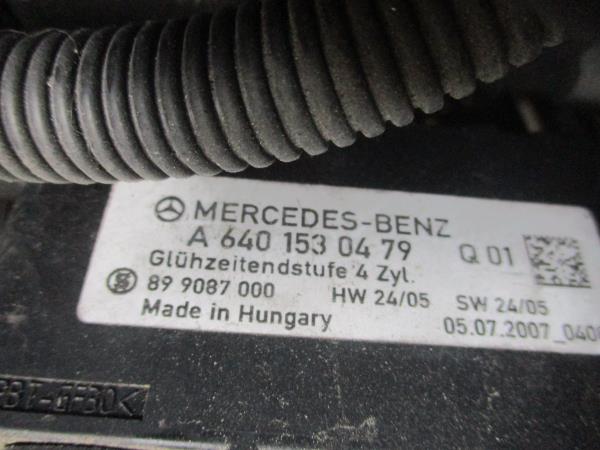 MERCEDES-BENZ
A 640 153 04 79 Q 01
Glühzeitendstufe 4 Zyl.
89 9087 000 HW 24/05 SW 24/05
Made in Hungary 05.07.2007_040